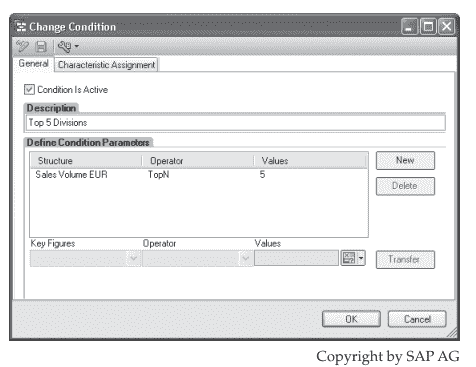 Change Condition
General Characteristic Assignment
Condition Is Active
Description
Top 5 Divisions
Define Condition Parameters
Structure Operator Values
Sales Volume EUR TopN 5
New
Delete
Key Figures Operator Values
Transfer
OK Cancel
Copyright by SAP AG